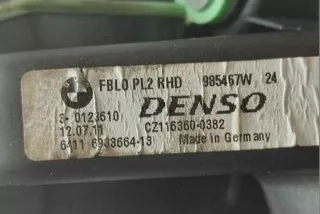 FBL0 PL2 RHD 985467W 24
DENSO
3- 0123610
12.07.11 CZ116360-0382
6411 6933664-13 Made in Germany